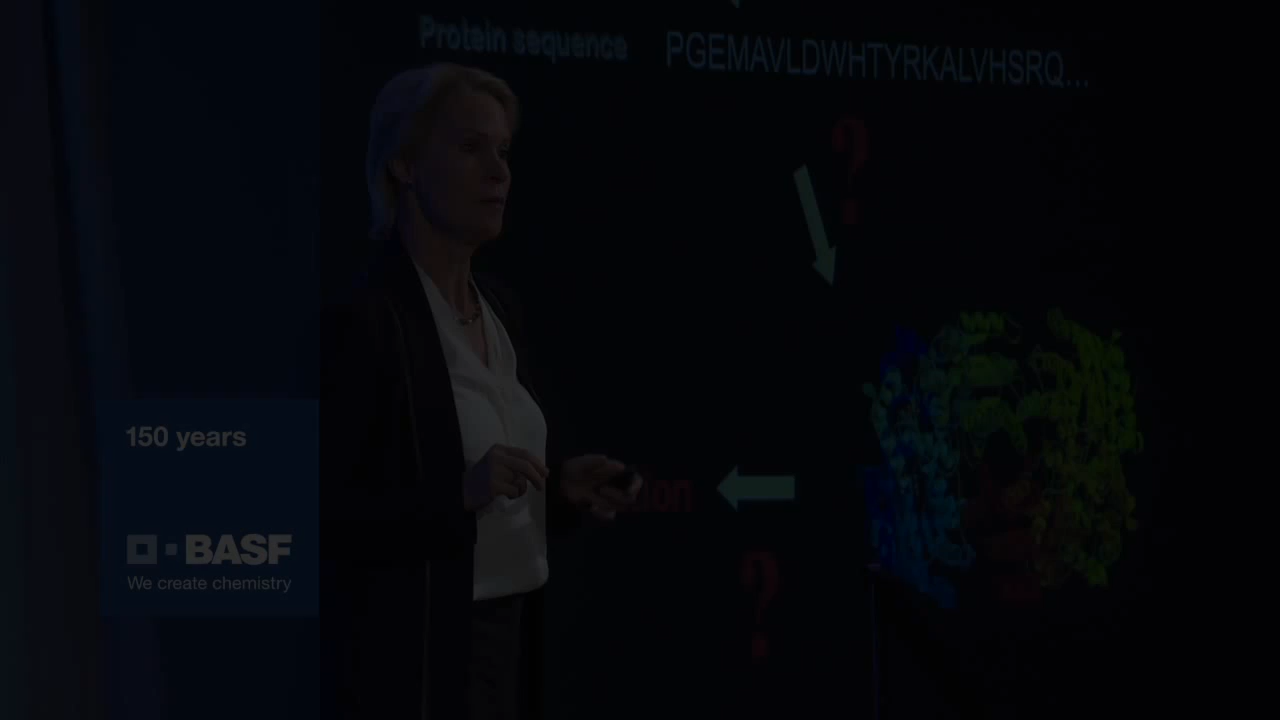 Protein sequence PGEMAVLDWHTYRKALVHSRQ...
?
?
150 years
BASF
We create chemistry